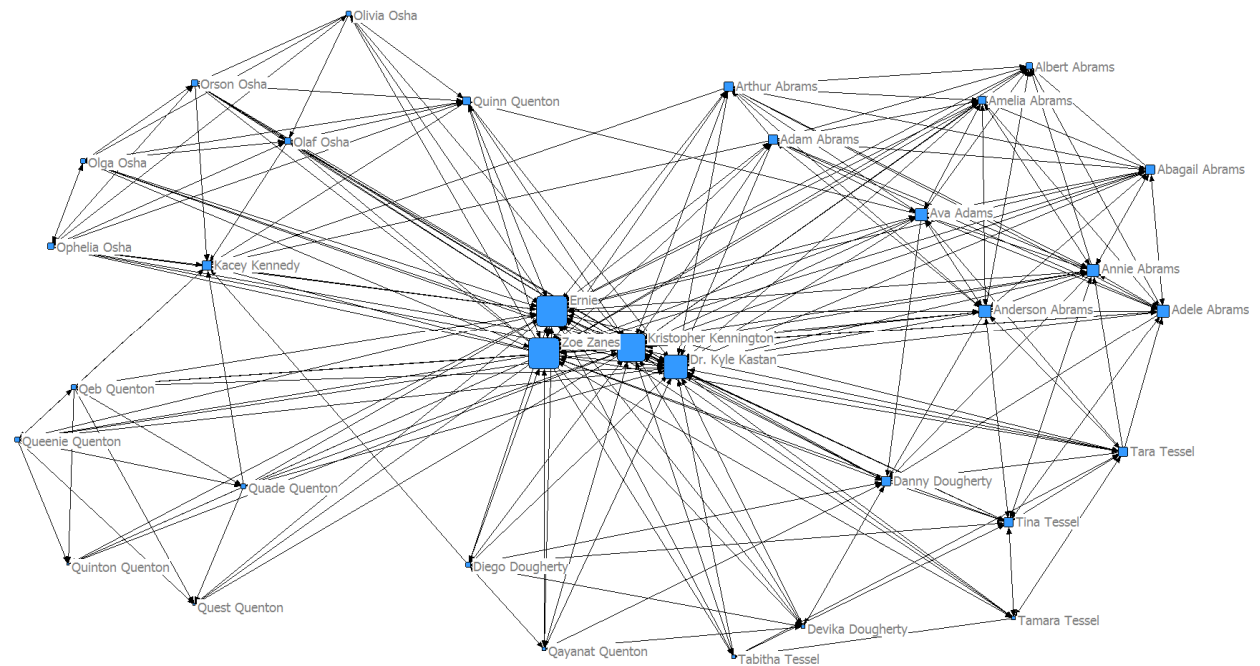 Olivia Osha
Albert Abrams
Orson Osha
Arthur Abrams
Amelia Abrams
Quinn Quenton
Adam Abrams
Olaf Osha
Olga Osha
Abagail Abrams
Ava Adams
Ophelia Osha
Kacey Kennedy
Annie Abrams
Ernie
Anderson Abrams
Adele Abrams
Kristopher Kennington
Zoe Zanes
Dr. Kyle Kastan
Qeb Quenton
Queenie Quenton
Tara Tessel
Danny Dougherty
Quade Quenton
Tina Tessel
Quinton Quenton
Diego Dougherty
Quest Quenton
Tamara Tessel
Devika Dougherty
Qayanat Quenton
Tabitha Tessel